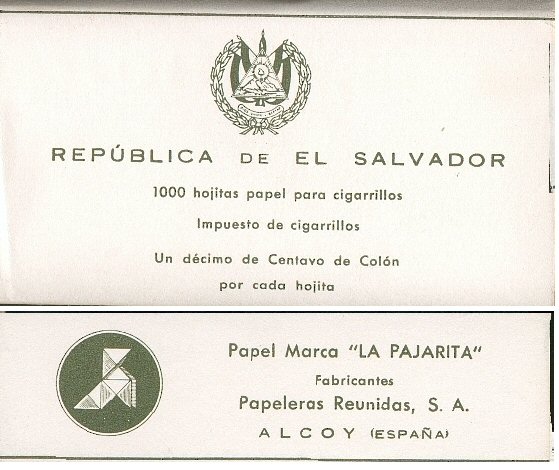 REPÚBLICA DE EL SALVADOR
1000 hojitas papel para cigarrillos
Impuesto de cigarrillos
Un décimo de Centavo de Colón
por cada hojita
Papel Marca "LA PAJARITA"
Fabricantes
Papeleras Reunidas, S. A.
ALCOY (ESPAÑA)